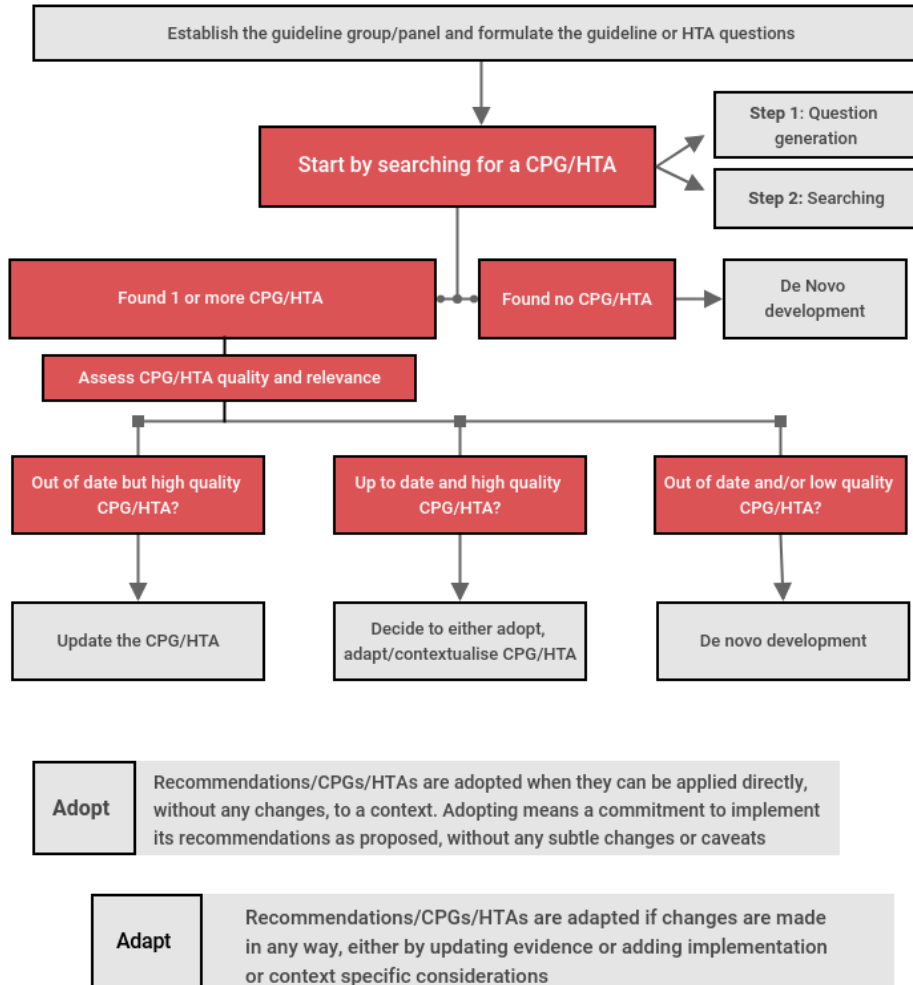 Establish the guideline group/panel and formulate the guideline or HTA questions
Start by searching for a CPG/HTA
Step 1: Question
generation
Step 2: Searching
Found 1 or more CPG/HTA
Found no CPG/HTA
De Novo
development
Assess CPG/HTA quality and relevance
Out of date but high quality
CPG/HTA?
Up to date and high quality
CPG/HTA?
Out of date and/or low quality
CPG/HTA?
Update the CPG/HTA
Decide to either adopt,
adapt/contextualise CPG/HTA
De novo development
Adopt
Recommendations/CPGs/HTAs are adopted when they can be applied directly,
without any changes, to a context. Adopting means a commitment to implement
its recommendations as proposed, without any subtle changes or caveats
Adapt
Recommendations/CPGs/HTAs are adapted if changes are made
in any way, either by updating evidence or adding implementation
or context specific considerations